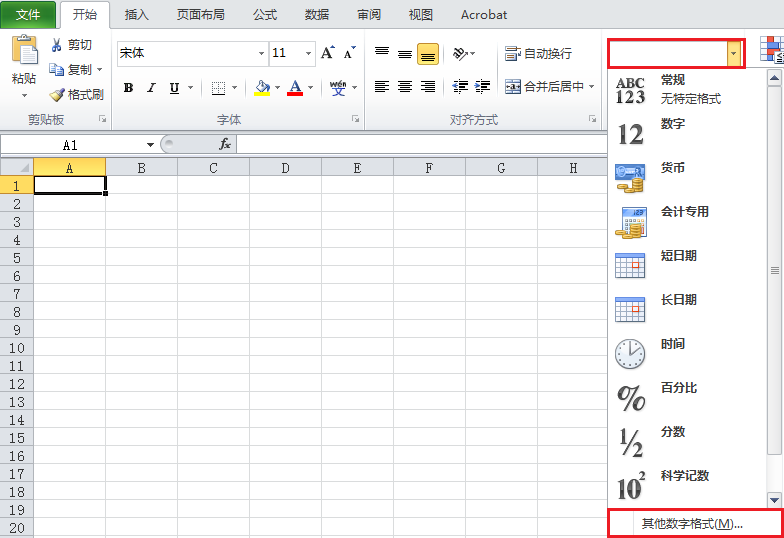 文件 开始 插入 页面布局 公式 数据 审阅 视图 Acrobat
剪切
复制
格式刷
粘贴
剪贴板
宋体 11
B I U A wén 文
字体
自动换行
合并后居中
对齐方式
A1 fx
A B C D E F G H
1
2
3
4
5
6
7
8
9
10
11
12
13
14
15
16
17
18
19
20
ABC 123 常规
无特定格式
12 数字
货币
会计专用
短日期
长日期
时间
% 百分比
½ 分数
10² 科学记数
其他数字格式(M)...